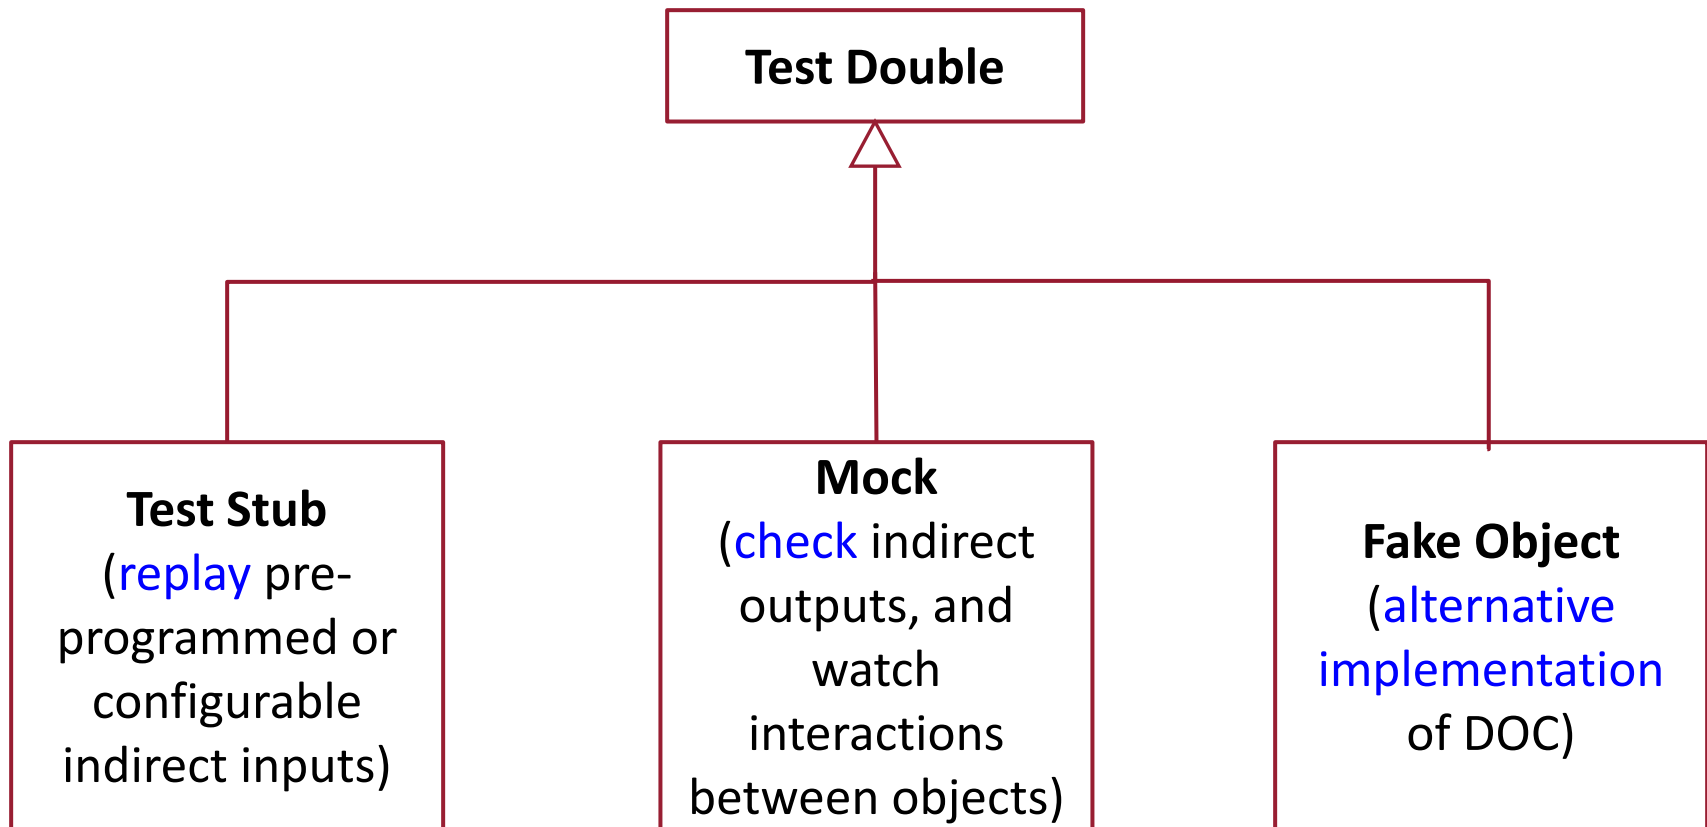 Test Double
Test Stub
(replay pre-
programmed or
configurable
indirect inputs)
Mock
(check indirect
outputs, and
watch
interactions
between objects)
Fake Object
(alternative
implementation
of DOC)